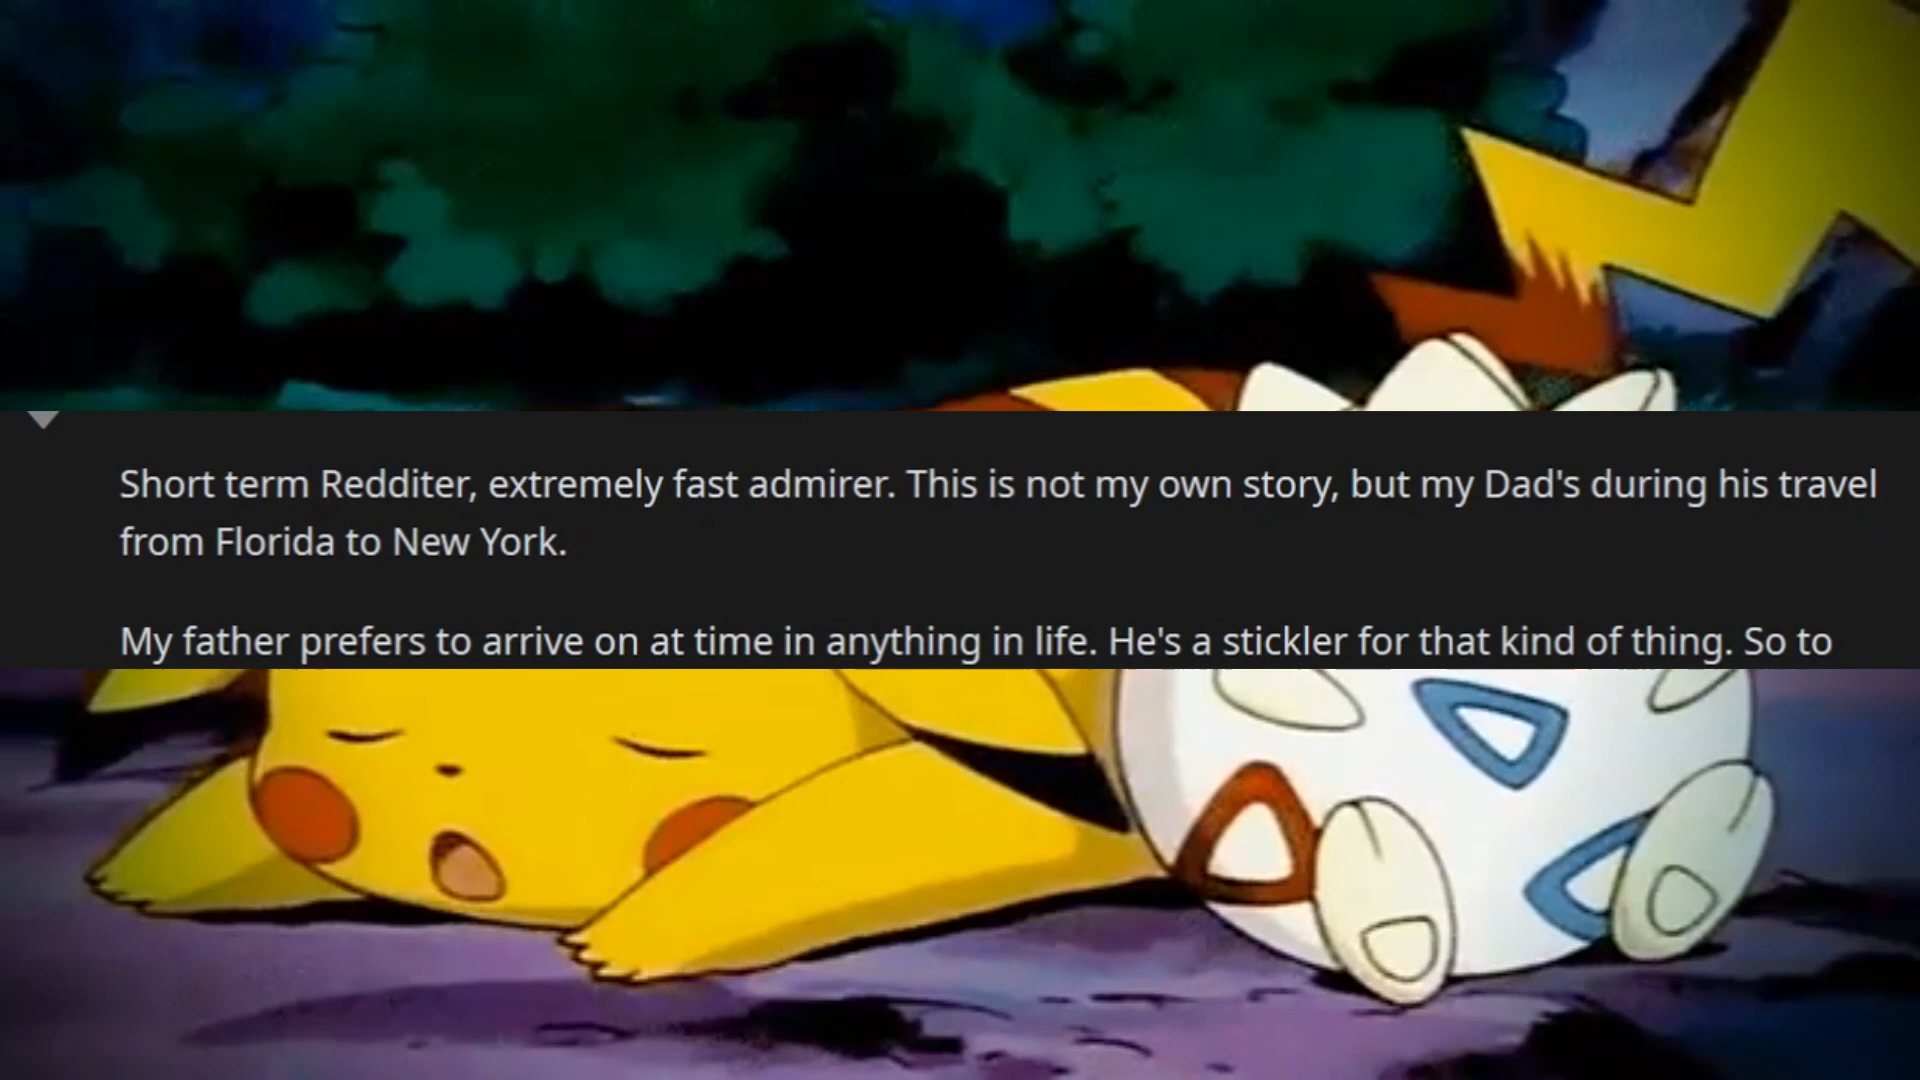 Short term Redditer, extremely fast admirer. This is not my own story, but my Dad's during his travel
from Florida to New York.
My father prefers to arrive on at time in anything in life. He's a stickler for that kind of thing. So to